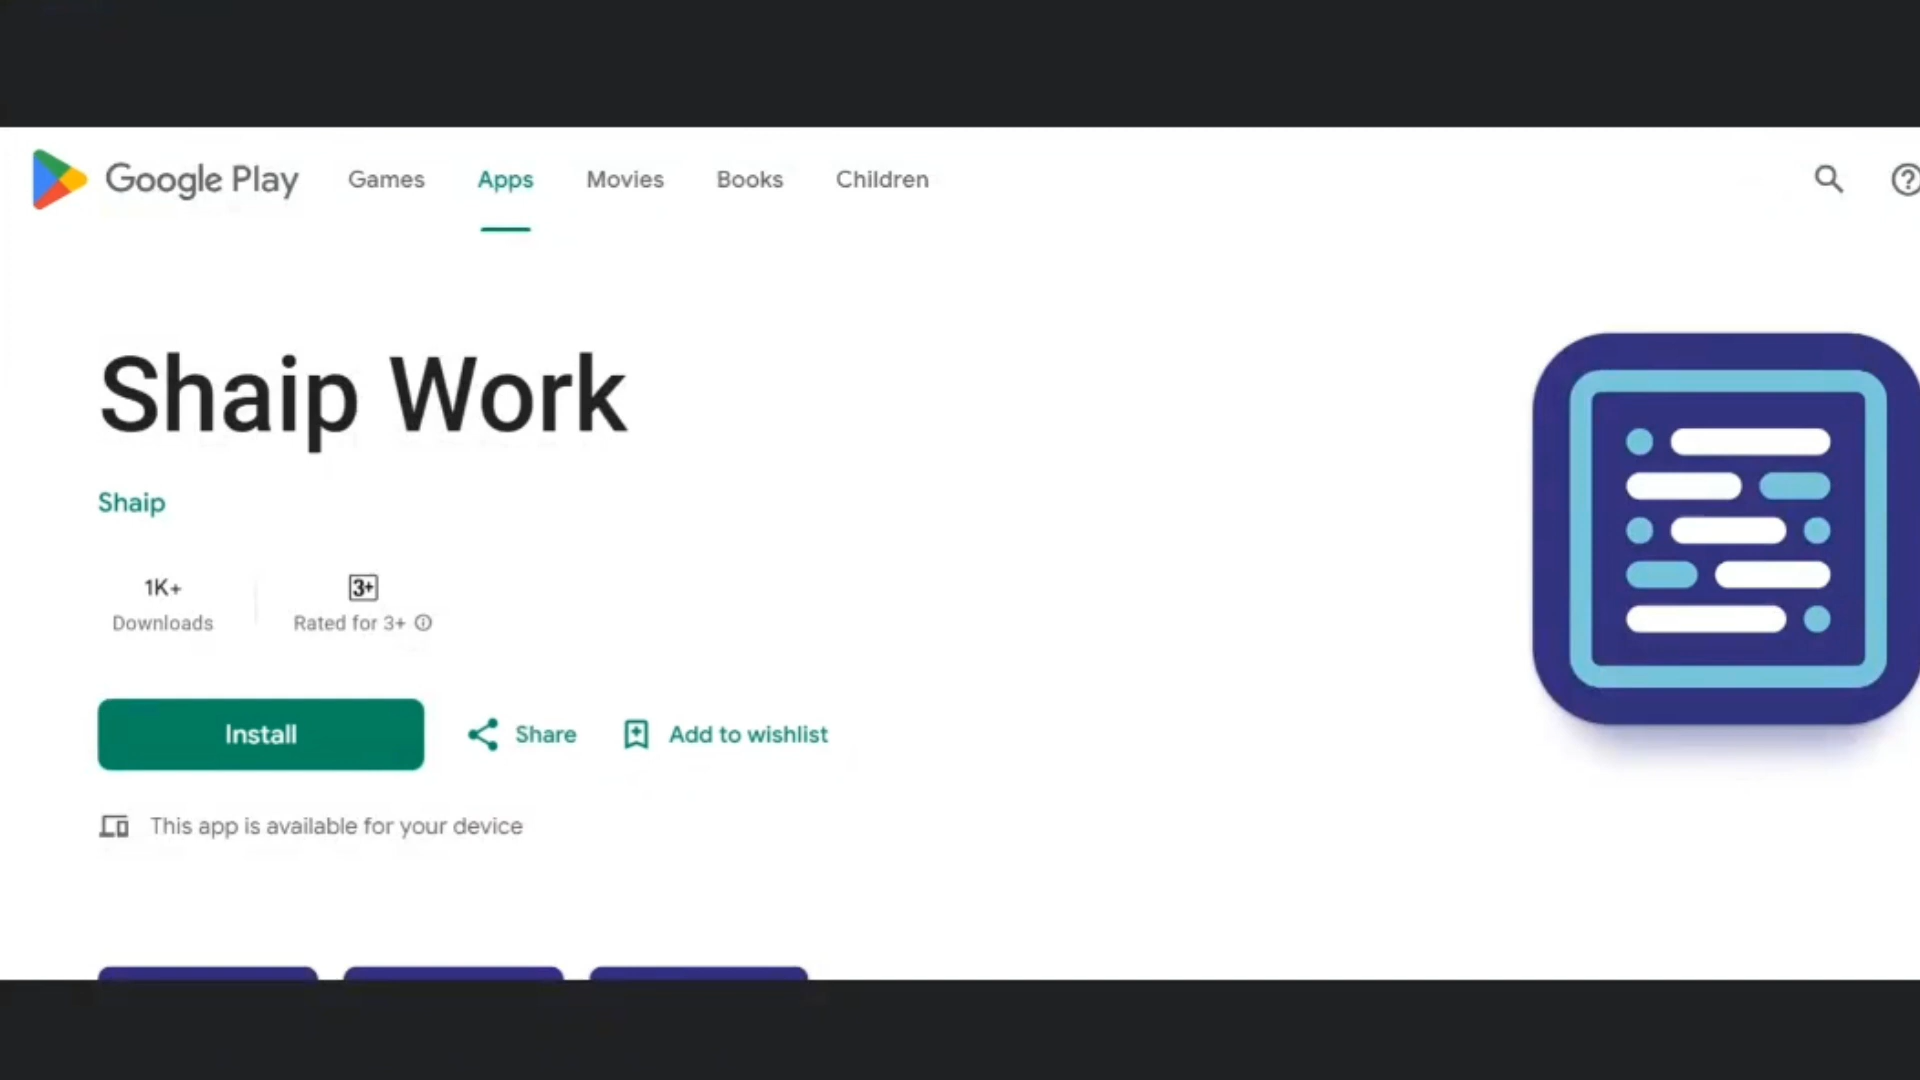 Google Play Games Apps Movies Books Children
Shaip Work
Shaip
1K+ 3+
Downloads Rated for 3+
Install Share Add to wishlist
This app is available for your device